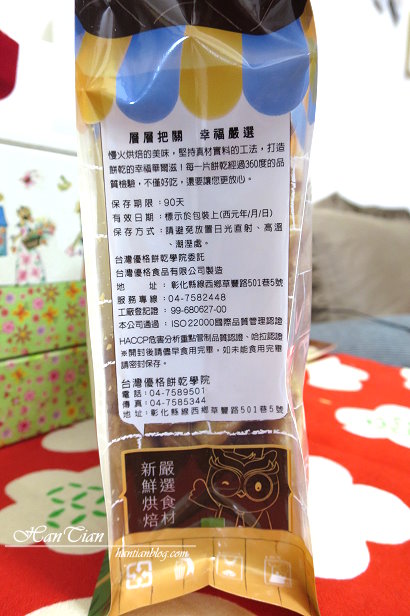 層層把關 幸福嚴選
慢火烘焙的美味，堅持真材實料的工法，打造
餅乾的幸福華爾滋！每一片餅乾經過360度的品
質檢驗，不僅好吃，還要讓您更放心。
保存期限：90天
有效日期：標示於包裝上(西元年/月/日)
保存方式：請避免放置日光直射、高溫
、潮溼處。
台灣優格餅乾學院委託
台灣優格食品有限公司製造
地　　址：彰化縣線西鄉草豐路501巷5號
服務專線：04-7582448
工廠登記證：99-680627-00
本公司通過：ISO22000國際品質管理認證
HACCP危害分析重點管制品質認證、哈拉認證
※開封後請儘早食用完畢，如未能食用完畢
請密封保存。
台灣優格餅乾學院
電話：04-7589501
傳真：04-7585344
地址：彰化縣線西鄉草豐路501巷5號
嚴選食材
新鮮烘焙
HanTian
hantianblog.com